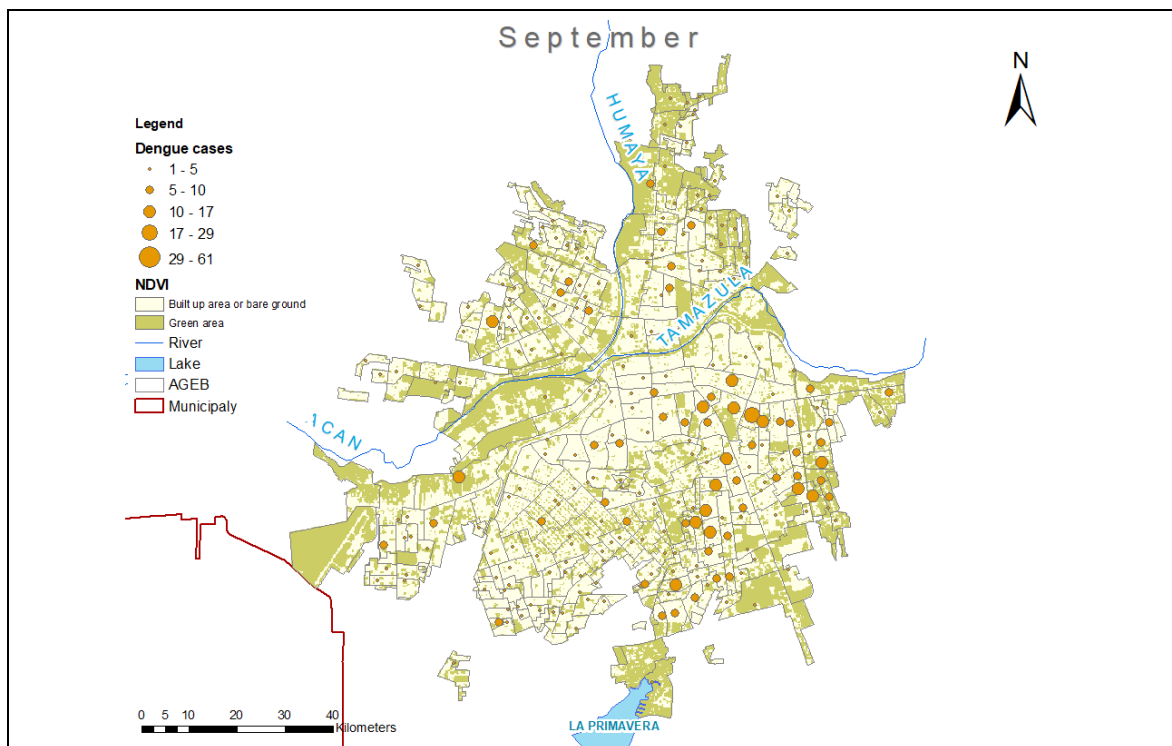 September
N
HUMAYA
Legend
Dengue cases
1 - 5
5 - 10
10 - 17
17 - 29
29 - 61
NDVI
Built up area or bare ground
Green area
River
Lake
AGEB
Municipaly
TAMAZULA
ACAN
LA PRIMAVERA
0 5 10 20 30 40
Kilometers